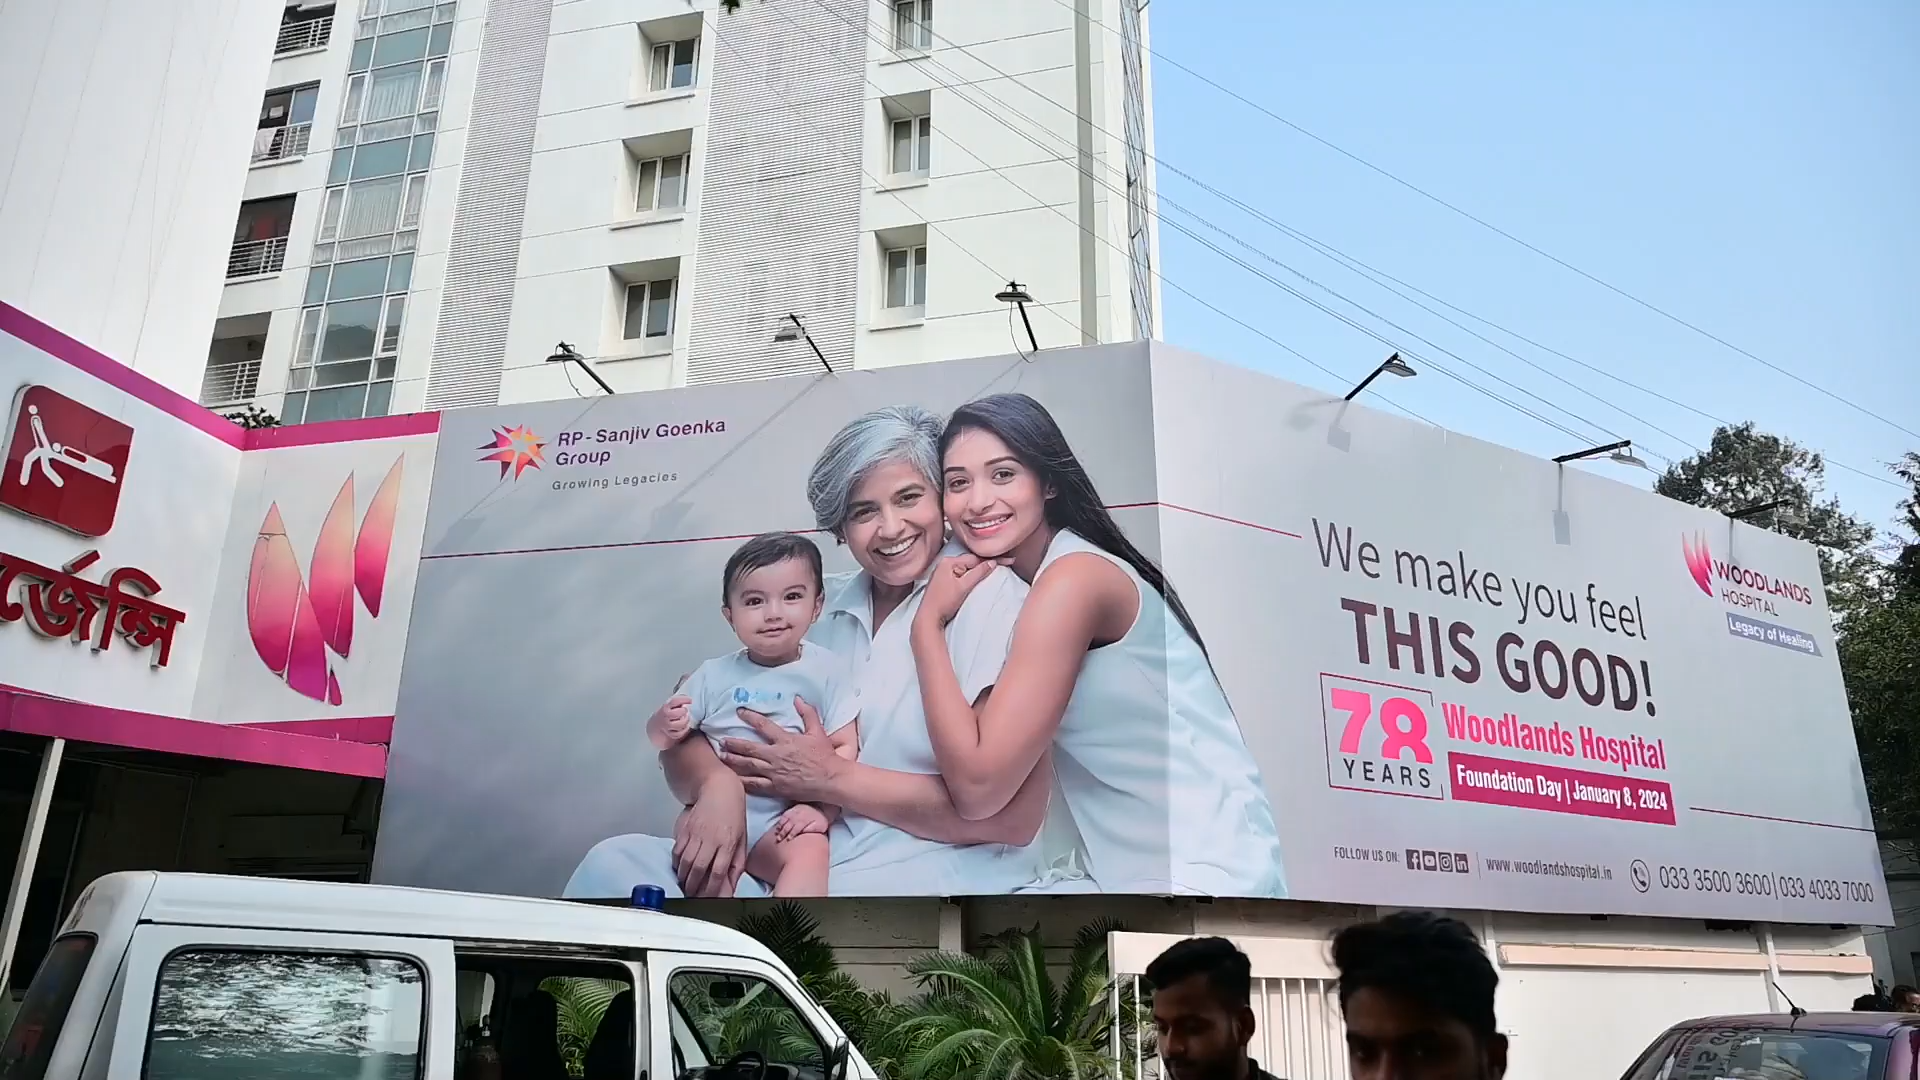 র্জেন্সি
RP - Sanjiv Goenka
Group
Growing Legacies
We make you feel
THIS GOOD!
78
YEARS
Woodlands Hospital
Foundation Day | January 8, 2024
WOODLANDS
HOSPITAL
Legacy of Healing
FOLLOW US ON:
www.woodlandshospital.in
033 3500 3600 | 033 4033 7000